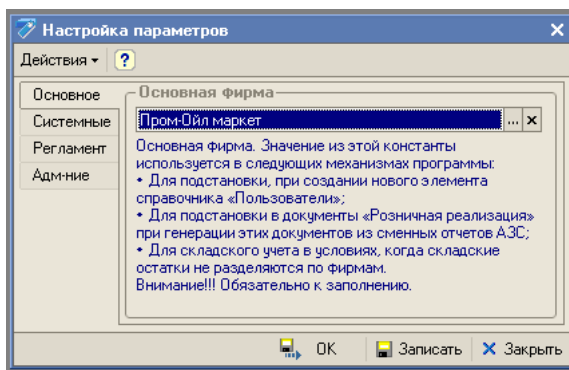 Настройка параметров
Действия
Основное
Системные
Регламент
Адм-ние
Основная фирма
Пром-Ойл маркет
Основная фирма. Значение из этой константы
используется в следующих механизмах программы:
• Для подстановки, при создании нового элемента
справочника «Пользователи»;
• Для подстановки в документы «Розничная реализация»
при генерации этих документов из сменных отчетов АЗС;
• Для складского учета в условиях, когда складские
остатки не разделяются по фирмам.
Внимание!!! Обязательно к заполнению.
OK Записать Закрыть